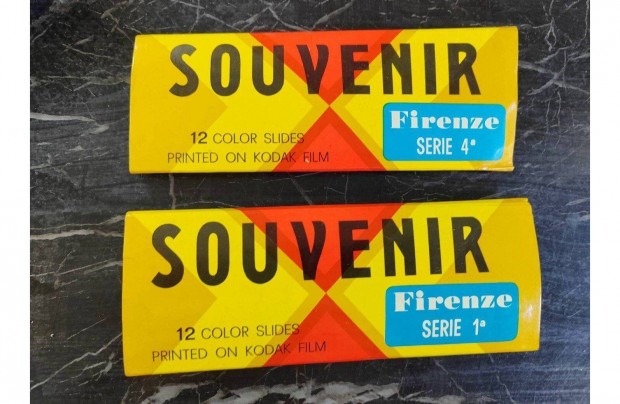 SOUVENIR
12 COLOR SLIDES
PRINTED ON KODAK FILM
Firenze
SERIE 4ª
SOUVENIR
12 COLOR SLIDES
PRINTED ON KODAK FILM
Firenze
SERIE 1ª